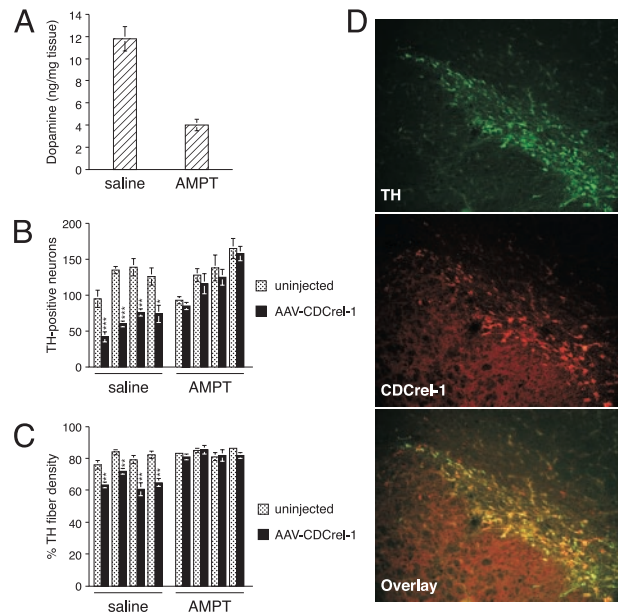 A
Dopamine (ng/mg tissue)
14
12
10
8
6
4
2
0
saline AMPT
B
TH-positive neurons
200
150
100
50
0
****
***
***
*
uninjected
AAV-CDCrel-1
saline AMPT
C
% TH fiber density
100
80
60
40
20
0
***
***
***
uninjected
AAV-CDCrel-1
saline AMPT
D
TH
CDCrel-1
Overlay